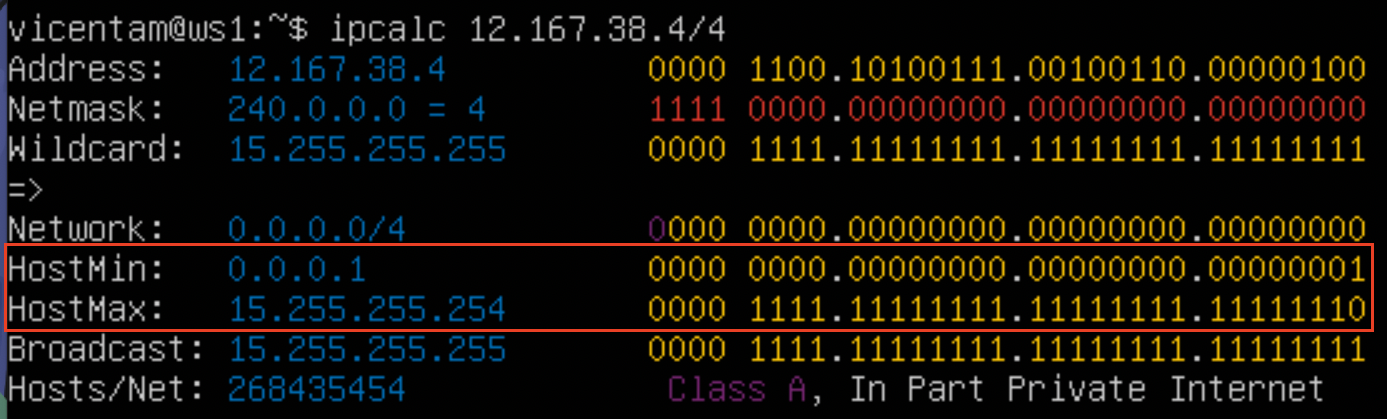 vicentam@ws1:~$ ipcalc 12.167.38.4/4
Address: 12.167.38.4 0000 1100.10100111.00100110.00000100
Netmask: 240.0.0.0 = 4 1111 0000.00000000.00000000.00000000
Wildcard: 15.255.255.255 0000 1111.11111111.11111111.11111111
=>
Network: 0.0.0.0/4 0000 0000.00000000.00000000.00000000
HostMin: 0.0.0.1 0000 0000.00000000.00000000.00000001
HostMax: 15.255.255.254 0000 1111.11111111.11111111.11111110
Broadcast: 15.255.255.255 0000 1111.11111111.11111111.11111111
Hosts/Net: 268435454 Class A, In Part Private Internet